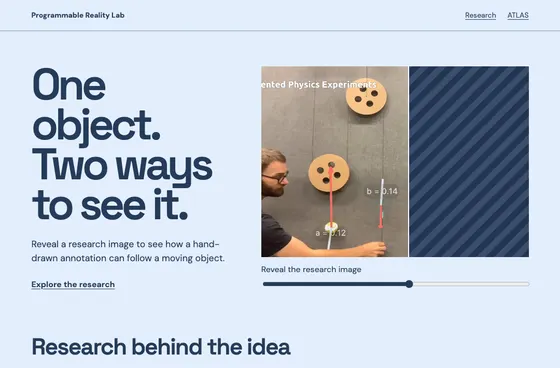 Programmable Reality Lab
Research
ATLAS
One
object.
Two ways
to see it.
Reveal a research image to see how a hand-
drawn annotation can follow a moving object.
Explore the research
ented Physics Experiments
b = 0.14
a = 0.12
Reveal the research image
Research behind the idea